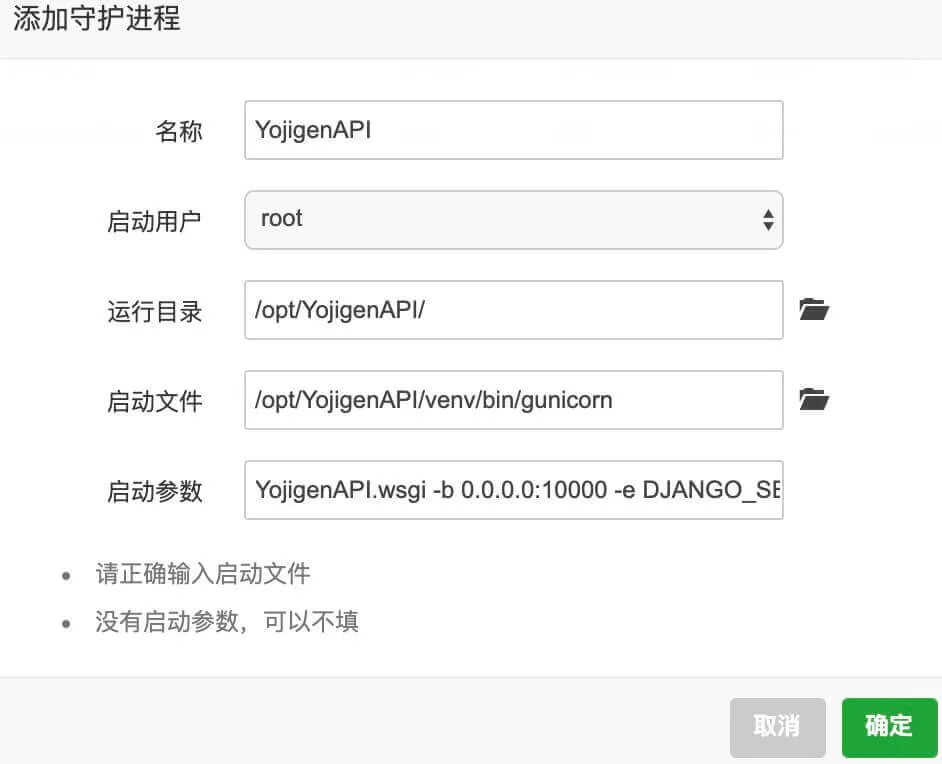 添加守护进程
名称 YojigenAPI
启动用户 root
运行目录 /opt/YojigenAPI/
启动文件 /opt/YojigenAPI/venv/bin/gunicorn
启动参数 YojigenAPI.wsgi -b 0.0.0.0:10000 -e DJANGO_SE
请正确输入启动文件
没有启动参数，可以不填
取消 确定